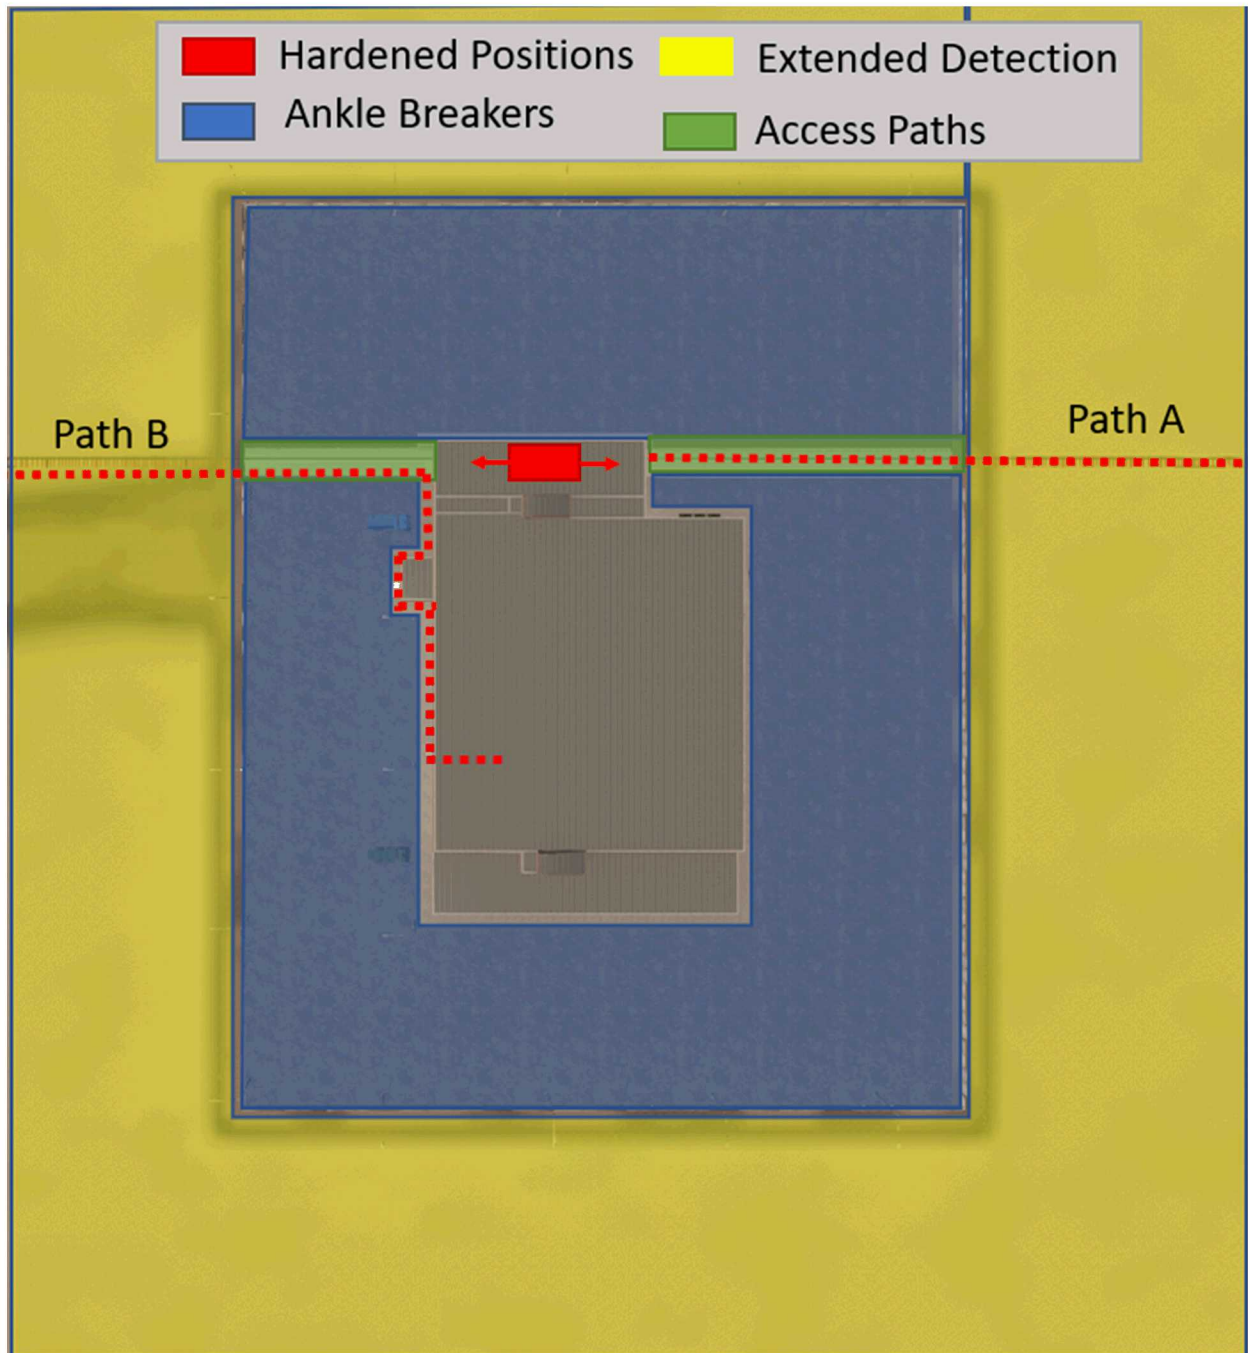 Hardened Positions
Extended Detection
Ankle Breakers
Access Paths
Path B
Path A